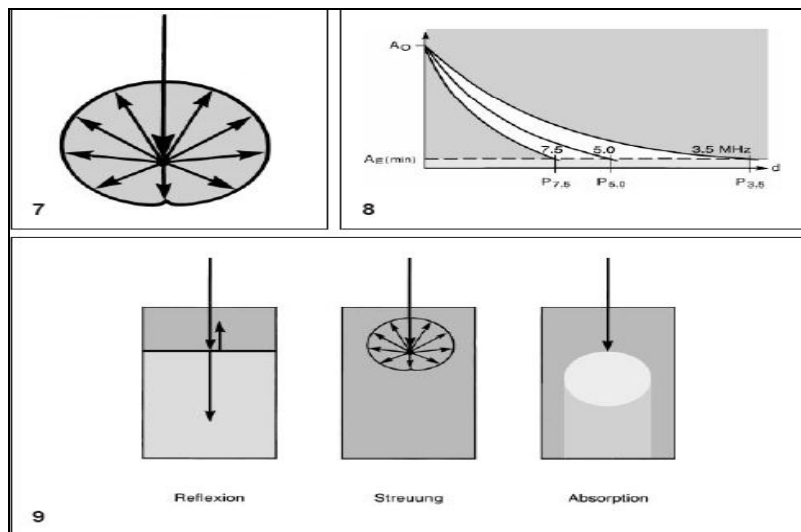 7
A₀
A_E(min)
7.5 5.0 3.5 MHz
d
P₇.₅ P₅.₀ P₃.₅
8
Reflexion Streuung Absorption
9